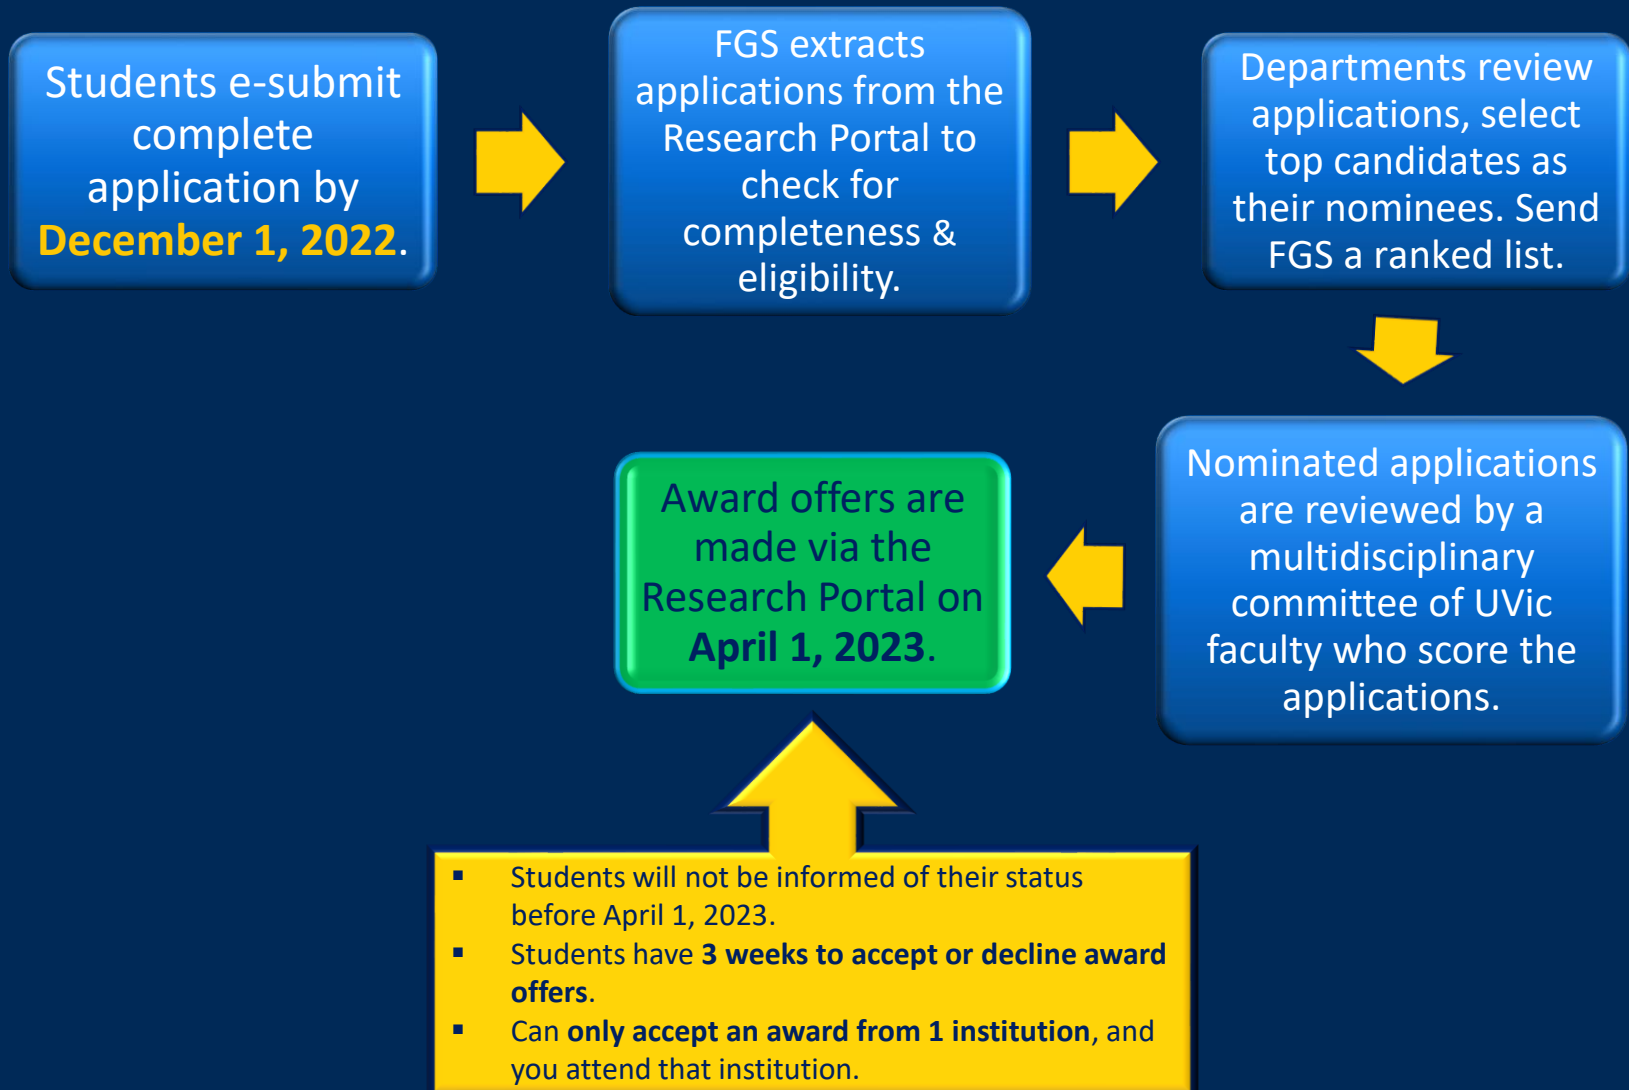 Students e-submit
complete
application by
December 1, 2022.
FGS extracts
applications from the
Research Portal to
check for
completeness &
eligibility.
Departments review
applications, select
top candidates as
their nominees. Send
FGS a ranked list.
Nominated applications
are reviewed by a
multidisciplinary
committee of UVic
faculty who score the
applications.
Award offers are
made via the
Research Portal on
April 1, 2023.
▪ Students will not be informed of their status
before April 1, 2023.
▪ Students have 3 weeks to accept or decline award
offers.
▪ Can only accept an award from 1 institution, and
you attend that institution.